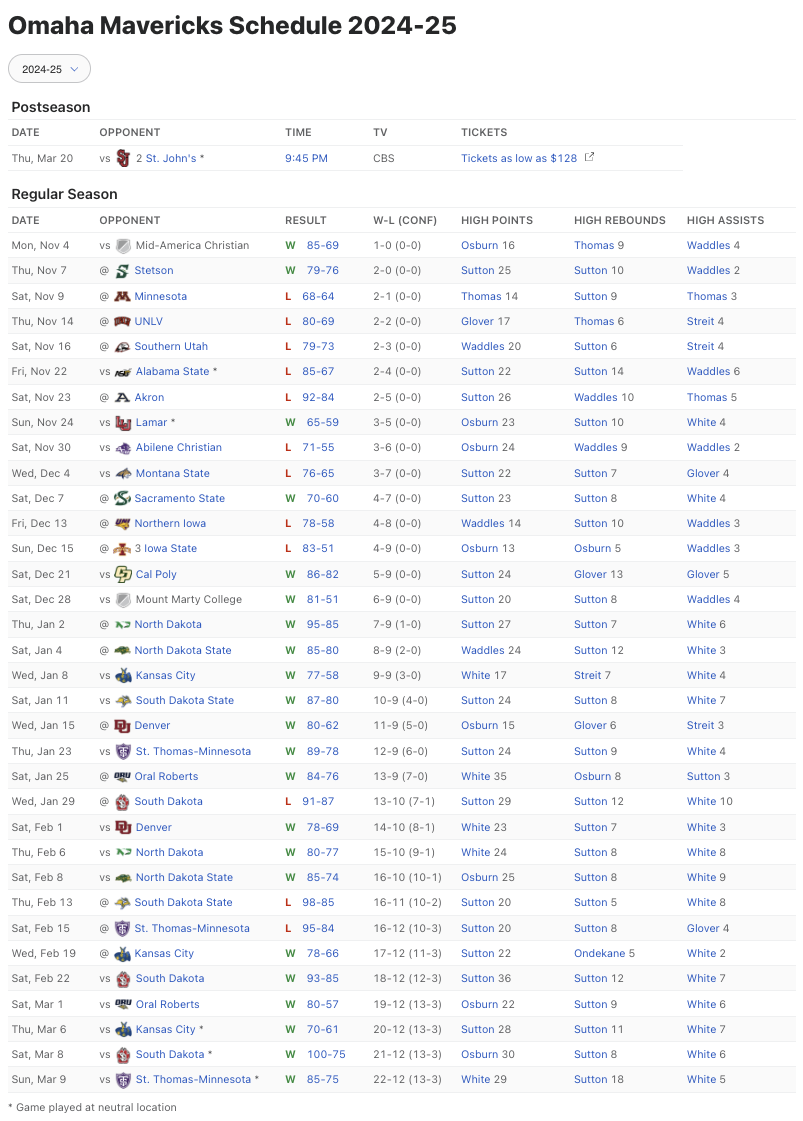 Omaha Mavericks Schedule 2024-25
2024-25
Postseason
DATE OPPONENT TIME TV TICKETS
Thu, Mar 20 vs 2 St. John's * 9:45 PM CBS Tickets as low as $128
Regular Season
DATE OPPONENT RESULT W-L (CONF) HIGH POINTS HIGH REBOUNDS HIGH ASSISTS
Mon, Nov 4 vs Mid-America Christian W 85-69 1-0 (0-0) Osburn 16 Thomas 9 Waddles 4
Thu, Nov 7 @ Stetson W 79-76 2-0 (0-0) Sutton 25 Sutton 10 Waddles 2
Sat, Nov 9 @ Minnesota L 68-64 2-1 (0-0) Thomas 14 Sutton 9 Thomas 3
Thu, Nov 14 @ UNLV L 80-69 2-2 (0-0) Glover 17 Thomas 6 Streit 4
Sat, Nov 16 @ Southern Utah L 79-73 2-3 (0-0) Waddles 20 Sutton 6 Streit 4
Fri, Nov 22 vs Alabama State * L 85-67 2-4 (0-0) Sutton 22 Sutton 14 Waddles 6
Sat, Nov 23 @ Akron L 92-84 2-5 (0-0) Sutton 26 Waddles 10 Thomas 5
Sun, Nov 24 vs Lamar * W 65-59 3-5 (0-0) Osburn 23 Sutton 10 White 4
Sat, Nov 30 vs Abilene Christian L 71-55 3-6 (0-0) Osburn 24 Waddles 9 Waddles 2
Wed, Dec 4 vs Montana State L 76-65 3-7 (0-0) Sutton 22 Sutton 7 Glover 4
Sat, Dec 7 @ Sacramento State W 70-60 4-7 (0-0) Sutton 23 Sutton 8 White 4
Fri, Dec 13 @ Northern Iowa L 78-58 4-8 (0-0) Waddles 14 Sutton 10 Waddles 3
Sun, Dec 15 @ 3 Iowa State L 83-51 4-9 (0-0) Osburn 13 Osburn 5 Waddles 3
Sat, Dec 21 vs Cal Poly W 86-82 5-9 (0-0) Sutton 24 Glover 13 Glover 5
Sat, Dec 28 vs Mount Marty College W 81-51 6-9 (0-0) Sutton 20 Sutton 8 Waddles 4
Thu, Jan 2 @ North Dakota W 95-85 7-9 (1-0) Sutton 27 Sutton 7 White 6
Sat, Jan 4 @ North Dakota State W 85-80 8-9 (2-0) Waddles 24 Sutton 12 White 3
Wed, Jan 8 vs Kansas City W 77-58 9-9 (3-0) White 17 Streit 7 White 4
Sat, Jan 11 vs South Dakota State W 87-80 10-9 (4-0) Sutton 24 Sutton 8 White 7
Wed, Jan 15 @ Denver W 80-62 11-9 (5-0) Osburn 15 Glover 6 Streit 3
Thu, Jan 23 vs St. Thomas-Minnesota W 89-78 12-9 (6-0) Sutton 24 Sutton 9 White 4
Sat, Jan 25 @ Oral Roberts W 84-76 13-9 (7-0) White 35 Osburn 8 Sutton 3
Wed, Jan 29 @ South Dakota L 91-87 13-10 (7-1) Sutton 29 Sutton 12 White 10
Sat, Feb 1 vs Denver W 78-69 14-10 (8-1) White 23 Sutton 7 White 3
Thu, Feb 6 vs North Dakota W 80-77 15-10 (9-1) White 24 Sutton 8 White 8
Sat, Feb 8 vs North Dakota State W 85-74 16-10 (10-1) Osburn 25 Sutton 8 White 9
Thu, Feb 13 @ South Dakota State L 98-85 16-11 (10-2) Sutton 20 Sutton 5 White 8
Sat, Feb 15 @ St. Thomas-Minnesota L 95-84 16-12 (10-3) Sutton 20 Sutton 8 Glover 4
Wed, Feb 19 @ Kansas City W 78-66 17-12 (11-3) Sutton 22 Ondekane 5 White 2
Sat, Feb 22 vs South Dakota W 93-85 18-12 (12-3) Sutton 36 Sutton 12 White 7
Sat, Mar 1 vs Oral Roberts W 80-57 19-12 (13-3) Osburn 22 Sutton 9 White 6
Thu, Mar 6 vs Kansas City * W 70-61 20-12 (13-3) Sutton 28 Sutton 11 White 7
Sat, Mar 8 vs South Dakota * W 100-75 21-12 (13-3) Osburn 30 Sutton 8 White 6
Sun, Mar 9 vs St. Thomas-Minnesota * W 85-75 22-12 (13-3) White 29 Sutton 18 White 5
* Game played at neutral location